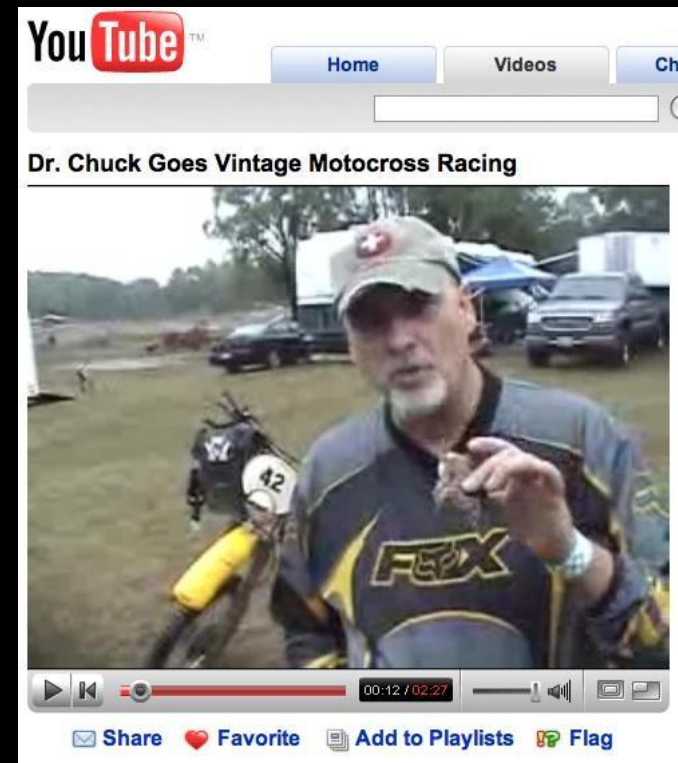 YouTube™
Home Videos Ch
Dr. Chuck Goes Vintage Motocross Racing
42
FOX
00:12 / 02:27
Share Favorite Add to Playlists Flag